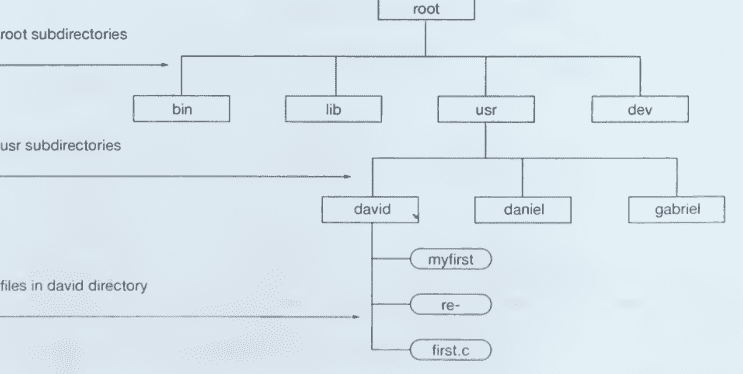 root
root subdirectories
bin lib usr dev
usr subdirectories
david daniel gabriel
myfirst
files in david directory
re-
first.c